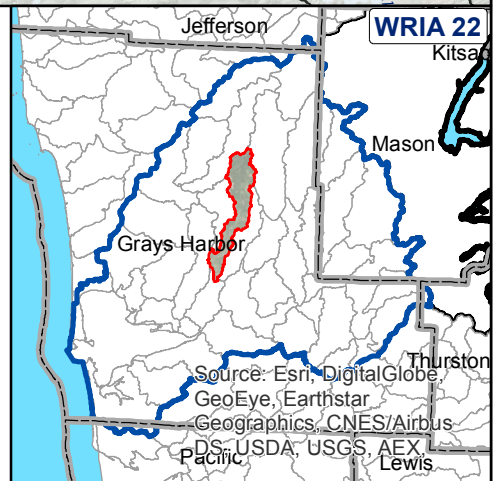 Jefferson
WRIA 22
Kitsap
Mason
Grays Harbor
Thurston
Source: Esri, DigitalGlobe,
GeoEye, Earthstar
Geographics, CNES/Airbus
DS, USDA, USGS, AEX,
Pacific
Lewis